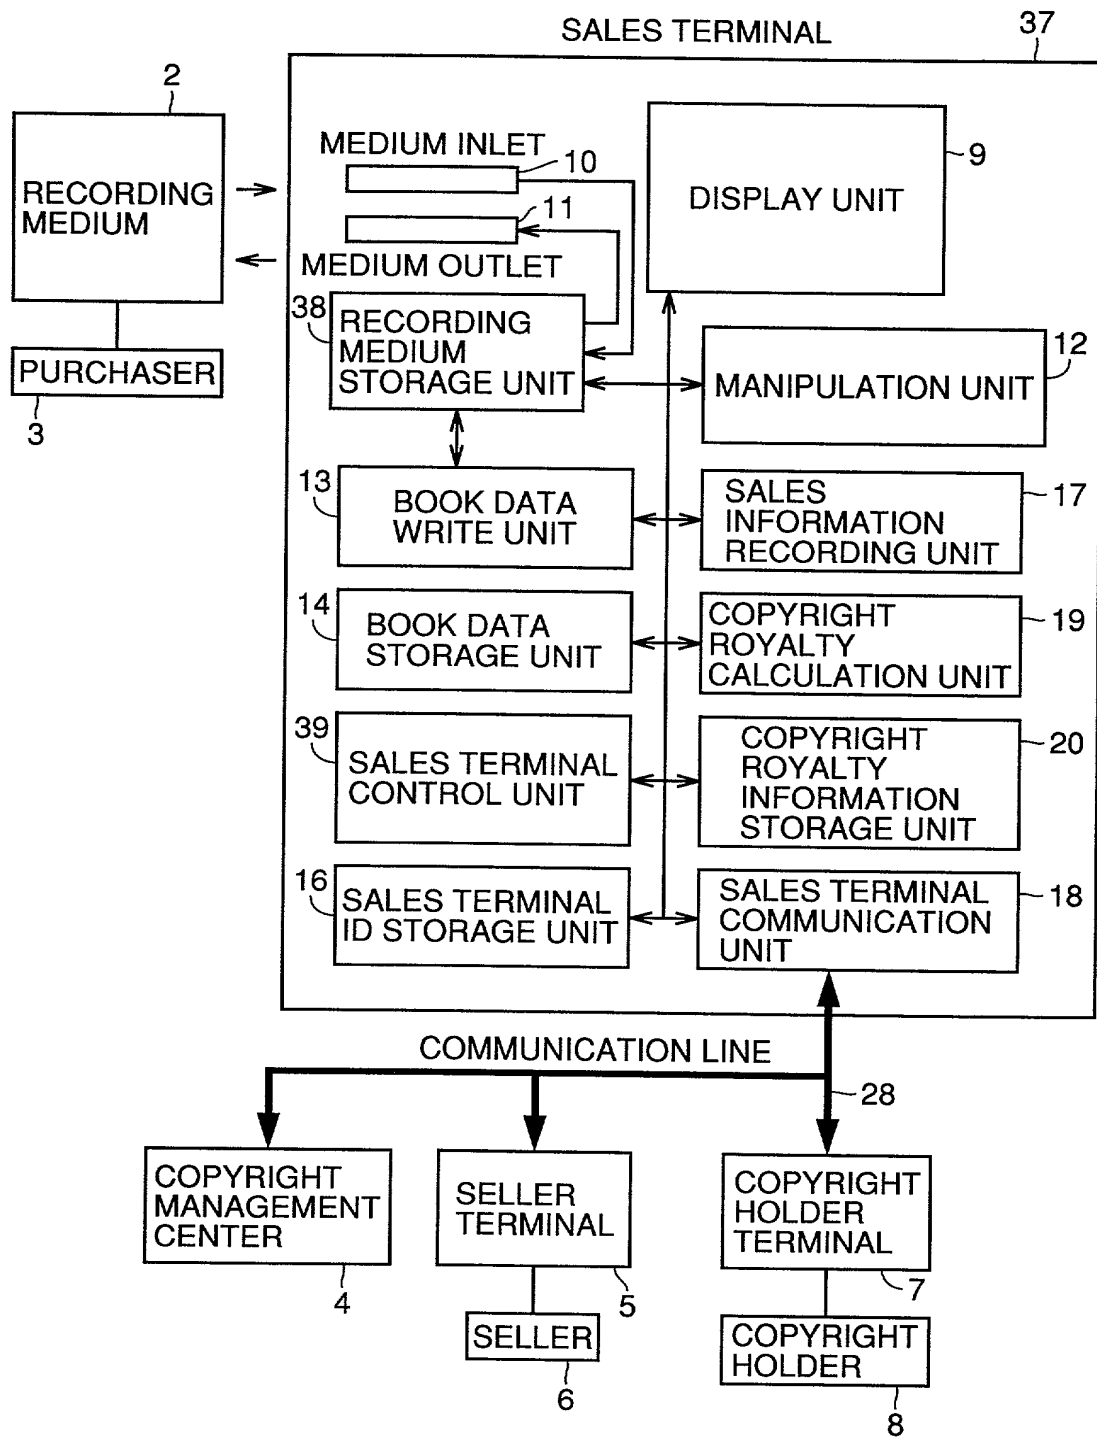 SALES TERMINAL
37
2
RECORDING
MEDIUM
PURCHASER
3
MEDIUM INLET
10
11
MEDIUM OUTLET
DISPLAY UNIT
9
38
RECORDING
MEDIUM
STORAGE UNIT
MANIPULATION UNIT
12
13
BOOK DATA
WRITE UNIT
SALES
INFORMATION
RECORDING UNIT
17
14
BOOK DATA
STORAGE UNIT
COPYRIGHT
ROYALTY
CALCULATION UNIT
19
39
SALES TERMINAL
CONTROL UNIT
COPYRIGHT
ROYALTY
INFORMATION
STORAGE UNIT
20
16
SALES TERMINAL
ID STORAGE UNIT
SALES TERMINAL
COMMUNICATION
UNIT
18
COMMUNICATION LINE
28
COPYRIGHT
MANAGEMENT
CENTER
4
SELLER
TERMINAL
5
SELLER
6
COPYRIGHT
HOLDER
TERMINAL
7
COPYRIGHT
HOLDER
8